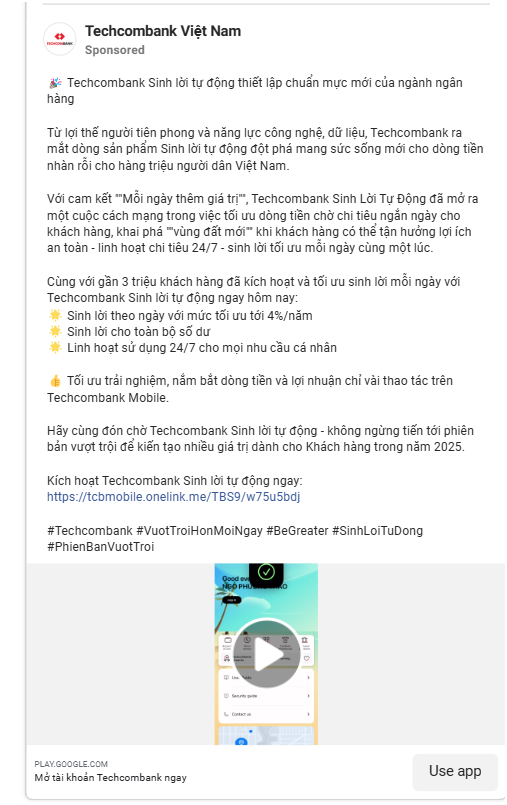 Techcombank Việt Nam
TECHCOMBANK
Sponsored
🎉 Techcombank Sinh lời tự động thiết lập chuẩn mực mới của ngành ngân
hàng
Từ lợi thế người tiên phong và năng lực công nghệ, dữ liệu, Techcombank ra
mắt dòng sản phẩm Sinh lời tự động đột phá mang sức sống mới cho dòng tiền
nhàn rỗi cho hàng triệu người dân Việt Nam.
Với cam kết ""Mỗi ngày thêm giá trị"", Techcombank Sinh Lời Tự Động đã mở ra
một cuộc cách mạng trong việc tối ưu dòng tiền chờ chi tiêu ngắn ngày cho
khách hàng, khai phá ""vùng đất mới"" khi khách hàng có thể tận hưởng lợi ích
an toàn - linh hoạt chi tiêu 24/7 - sinh lời tối ưu mỗi ngày cùng một lúc.
Cùng với gần 3 triệu khách hàng đã kích hoạt và tối ưu sinh lời mỗi ngày với
Techcombank Sinh lời tự động ngay hôm nay:
🌟 Sinh lời theo ngày với mức tối ưu tới 4%/năm
🌟 Sinh lời cho toàn bộ số dư
🌟 Linh hoạt sử dụng 24/7 cho mọi nhu cầu cá nhân
👍 Tối ưu trải nghiệm, nắm bắt dòng tiền và lợi nhuận chỉ vài thao tác trên
Techcombank Mobile.
Hãy cùng đón chờ Techcombank Sinh lời tự động - không ngừng tiến tới phiên
bản vượt trội để kiến tạo nhiều giá trị dành cho Khách hàng trong năm 2025.
Kích hoạt Techcombank Sinh lời tự động ngay:
https://tcbmobile.onelink.me/TBS9/w75u5bdj
#Techcombank #VuotTroiHonMoiNgay #BeGreater #SinhLoiTuDong
#PhienBanVuotTroi
Good eve
NGÔ PHƯ
Security guide
Contact us
PLAY.GOOGLE.COM
Mở tài khoản Techcombank ngay
Use app